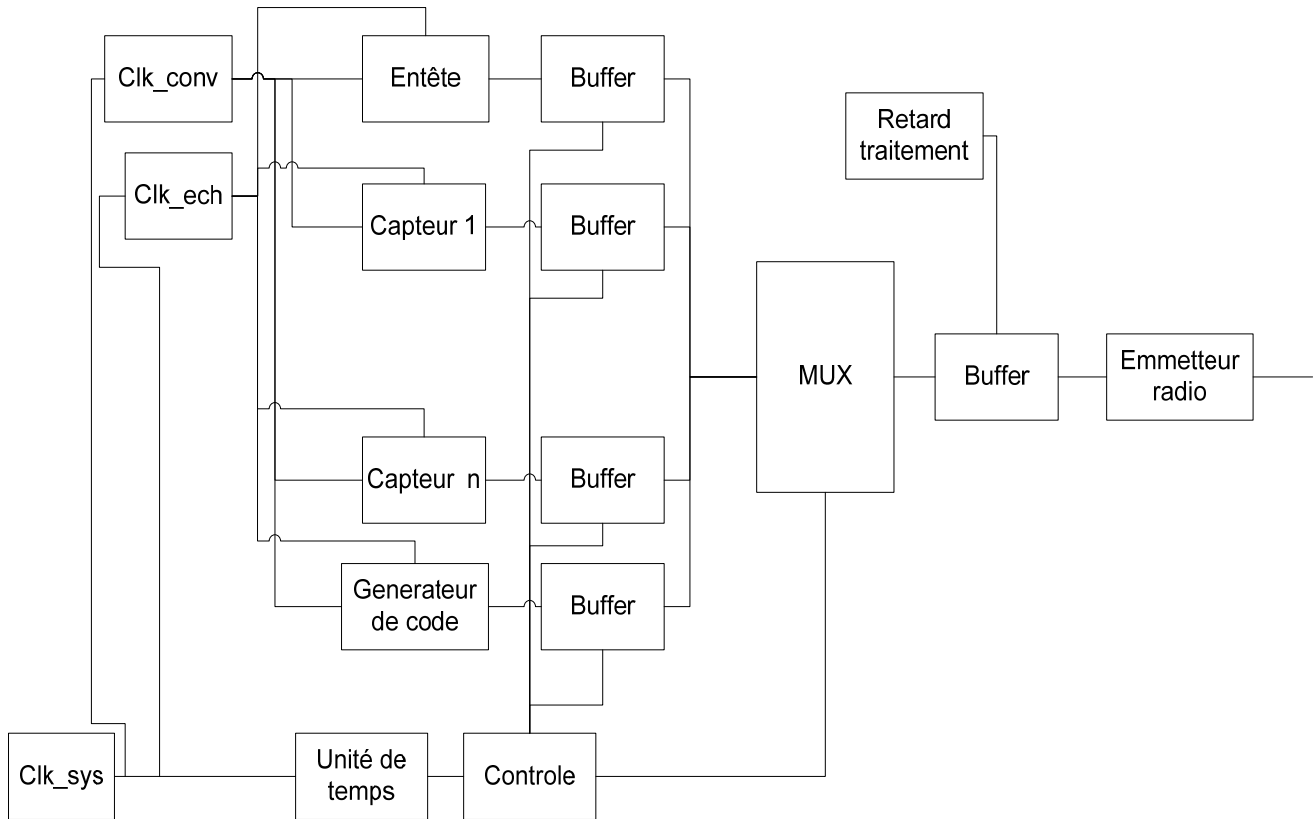 Clk_conv
Entête
Buffer
Retard
traitement
Clk_ech
Capteur 1
Buffer
MUX
Buffer
Emmetteur
radio
Capteur n
Buffer
Génerateur
de code
Buffer
Clk_sys
Unité de
temps
Controle